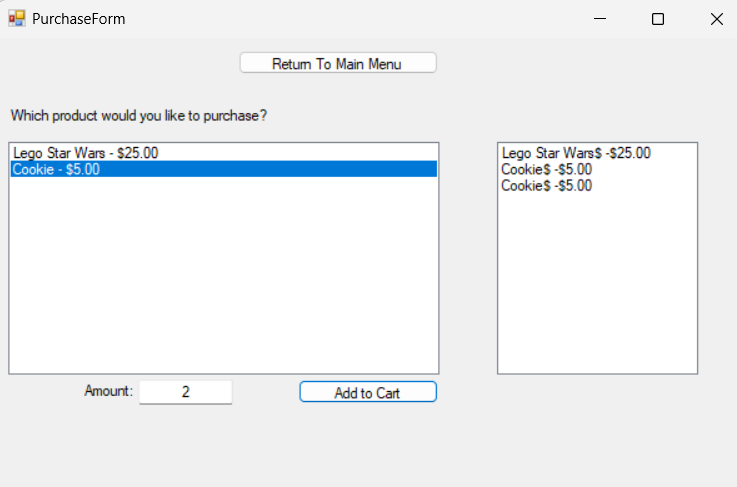 PurchaseForm
Return To Main Menu
Which product would you like to purchase?
Lego Star Wars - $25.00
Cookie - $5.00
Lego Star Wars$ -$25.00
Cookie$ -$5.00
Cookie$ -$5.00
Amount: 2
Add to Cart